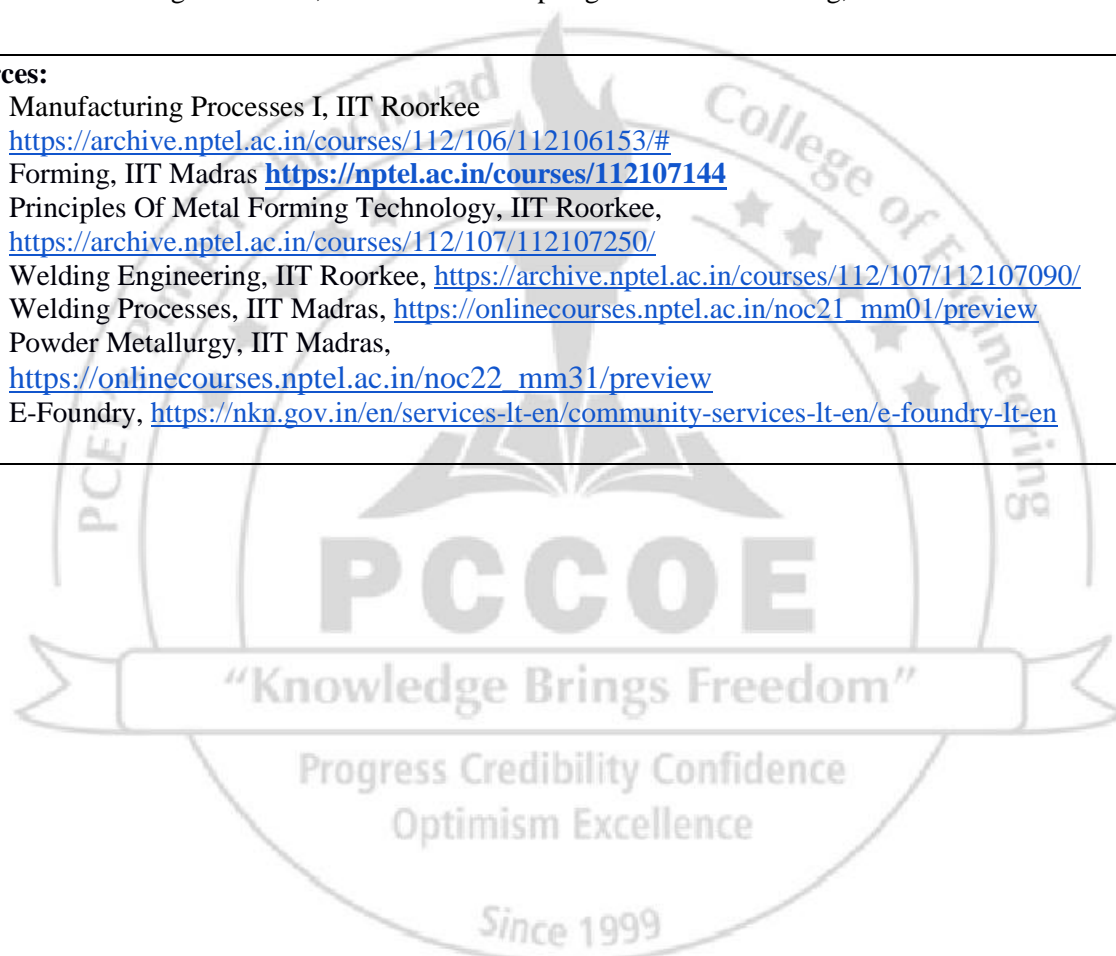 rces:
Manufacturing Processes I, IIT Roorkee
https://archive.nptel.ac.in/courses/112/106/112106153/#
Forming, IIT Madras https://nptel.ac.in/courses/112107144
Principles Of Metal Forming Technology, IIT Roorkee,
https://archive.nptel.ac.in/courses/112/107/112107250/
Welding Engineering, IIT Roorkee, https://archive.nptel.ac.in/courses/112/107/112107090/
Welding Processes, IIT Madras, https://onlinecourses.nptel.ac.in/noc21_mm01/preview
Powder Metallurgy, IIT Madras,
https://onlinecourses.nptel.ac.in/noc22_mm31/preview
E-Foundry, https://nkn.gov.in/en/services-lt-en/community-services-lt-en/e-foundry-lt-en
College of Engineering
PCCOE
"Knowledge Brings Freedom"
Progress Credibility Confidence
Optimism Excellence
Since 1999